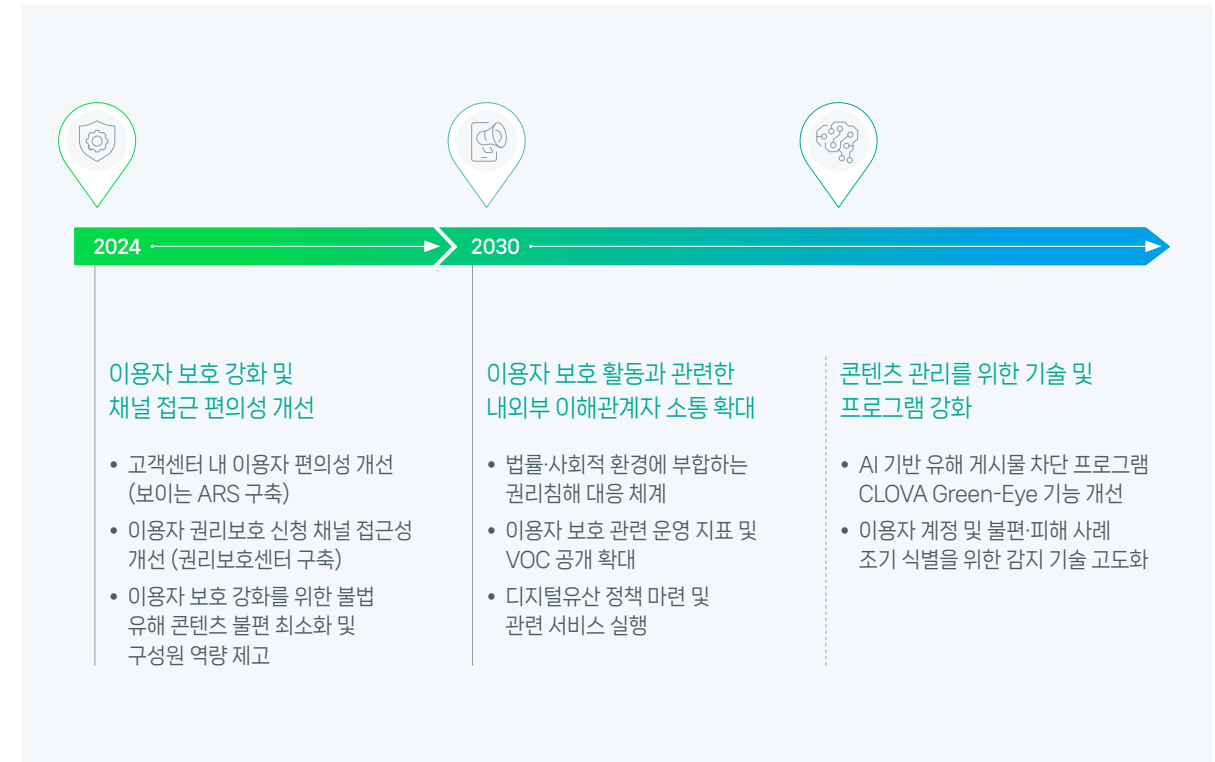 2024
2030
이용자 보호 강화 및
채널 접근 편의성 개선
• 고객센터 내 이용자 편의성 개선
(보이는 ARS 구축)
• 이용자 권리보호 신청 채널 접근성
개선 (권리보호센터 구축)
• 이용자 보호 강화를 위한 불법
유해 콘텐츠 불편 최소화 및
구성원 역량 제고
이용자 보호 활동과 관련한
내외부 이해관계자 소통 확대
• 법률·사회적 환경에 부합하는
권리침해 대응 체계
• 이용자 보호 관련 운영 지표 및
VOC 공개 확대
• 디지털유산 정책 마련 및
관련 서비스 실행
콘텐츠 관리를 위한 기술 및
프로그램 강화
• AI 기반 유해 게시물 차단 프로그램
CLOVA Green-Eye 기능 개선
• 이용자 계정 및 불편·피해 사례
조기 식별을 위한 감지 기술 고도화